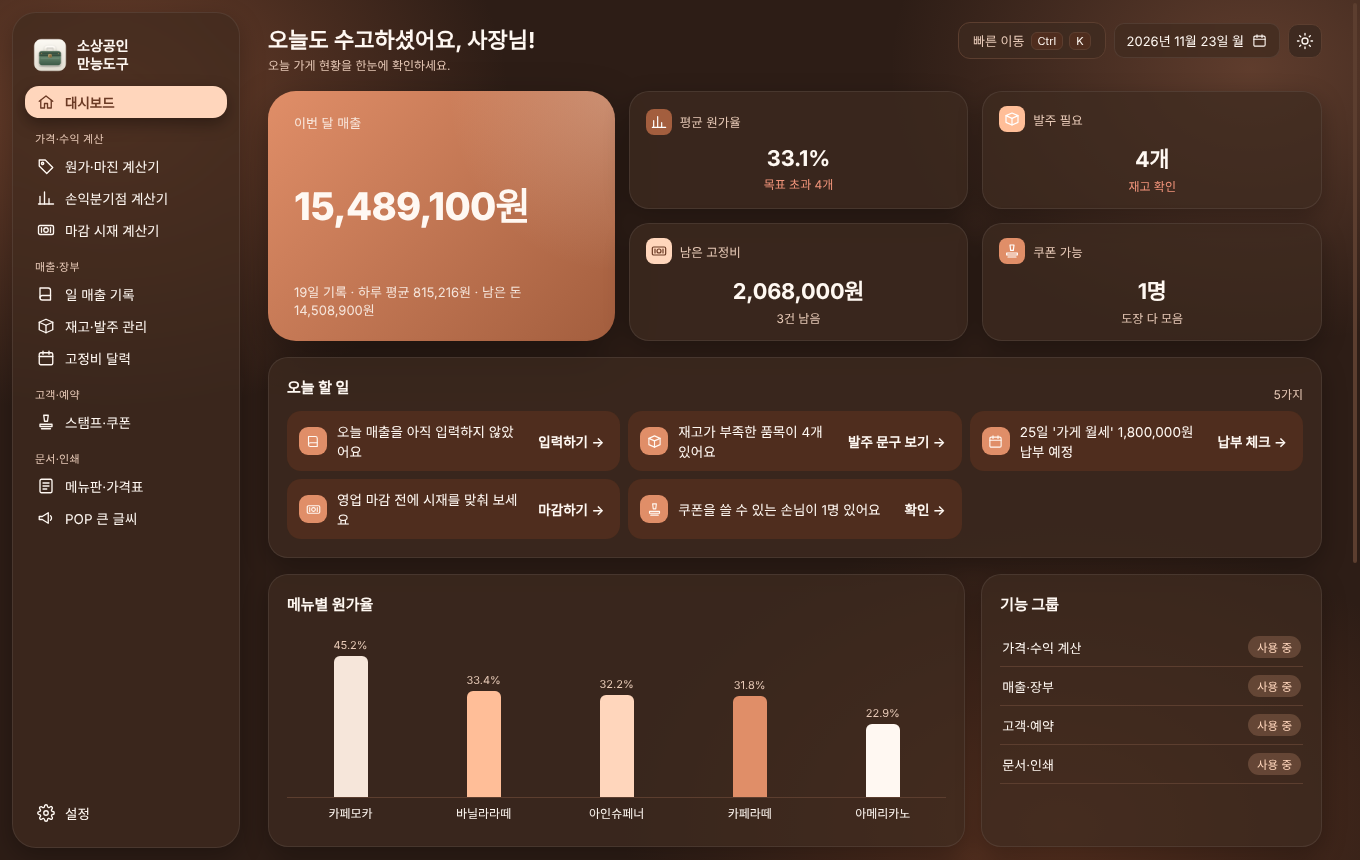 소상공인
만능도구
대시보드
가격·수익 계산
원가·마진 계산기
손익분기점 계산기
마감 시재 계산기
매출·장부
일 매출 기록
재고·발주 관리
고정비 달력
고객·예약
스탬프·쿠폰
문서·인쇄
메뉴판·가격표
POP 큰 글씨
설정
오늘도 수고하셨어요, 사장님!
오늘 가게 현황을 한눈에 확인하세요.
빠른 이동 Ctrl K
2026년 11월 23일 월
이번 달 매출
15,489,100원
19일 기록 · 하루 평균 815,216원 · 남은 돈
14,508,900원
평균 원가율
33.1%
목표 초과 4개
발주 필요
4개
재고 확인
남은 고정비
2,068,000원
3건 남음
쿠폰 가능
1명
도장 다 모음
오늘 할 일
5가지
오늘 매출을 아직 입력하지 않았
어요
입력하기 →
재고가 부족한 품목이 4개
있어요
발주 문구 보기 →
25일 '가게 월세' 1,800,000원
납부 예정
납부 체크 →
영업 마감 전에 시재를 맞춰 보세
요
마감하기 →
쿠폰을 쓸 수 있는 손님이 1명 있어요
확인 →
메뉴별 원가율
45.2%
33.4%
32.2%
31.8%
22.9%
카페모카
바닐라라떼
아인슈페너
카페라떼
아메리카노
기능 그룹
가격·수익 계산 사용 중
매출·장부 사용 중
고객·예약 사용 중
문서·인쇄 사용 중